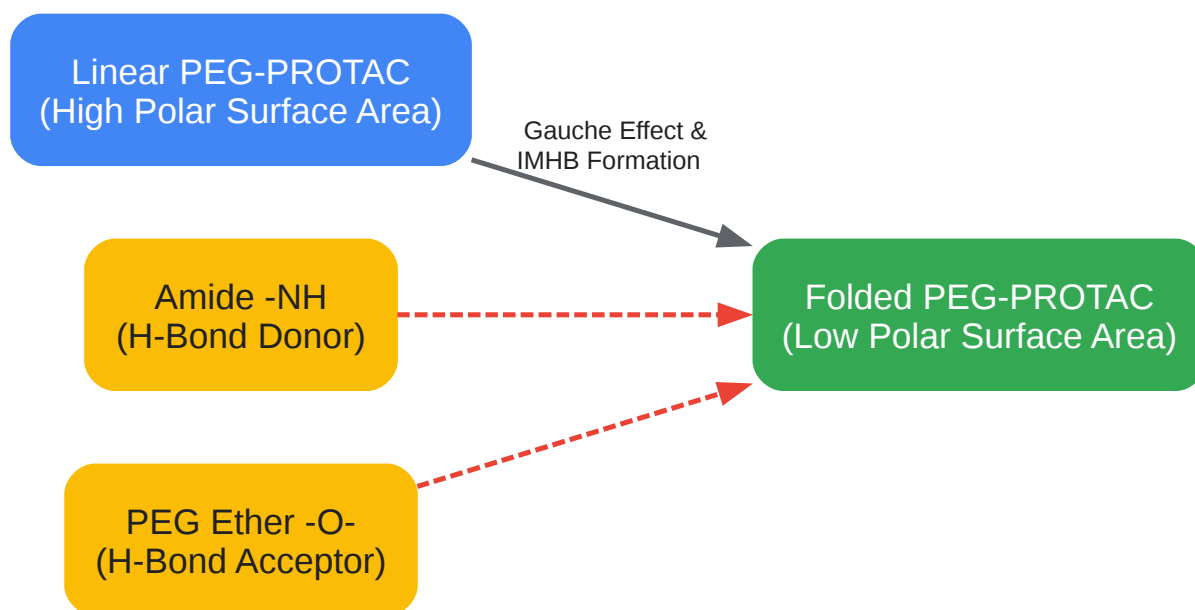 Linear PEG-PROTAC
(High Polar Surface Area)
Gauche Effect &
IMHB Formation
Amide -NH
(H-Bond Donor)
Folded PEG-PROTAC
(Low Polar Surface Area)
PEG Ether -O-
(H-Bond Acceptor)